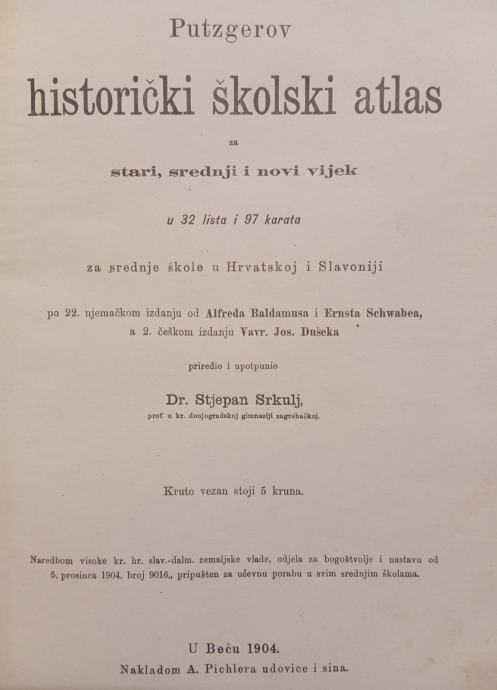 Putzgerov
historički školski atlas
za
stari, srednji i novi vijek
u 32 lista i 97 karata
za srednje škole u Hrvatskoj i Slavoniji
po 22. njemačkom izdanju od Alfreda Baldamusa i Ernsta Schwabea,
a 2. češkom izdanju Vavr. Jos. Dušeka
priredio i upotpunio
Dr. Stjepan Srkulj,
prof. u kr. donjogradskoj gimnaziji zagrebačkoj.
Kruto vezan stoji 5 kruna.
Naredbom visoke kr. hr. slav.-dalm. zemaljske vlade, odjela za bogoštvolje i nastavu od
5. prosinca 1904. broj 9016., pripušten za učevnu porabu u svim srednjim školama.
U Beču 1904.
Nakladom A. Pichlera udovice i sina.